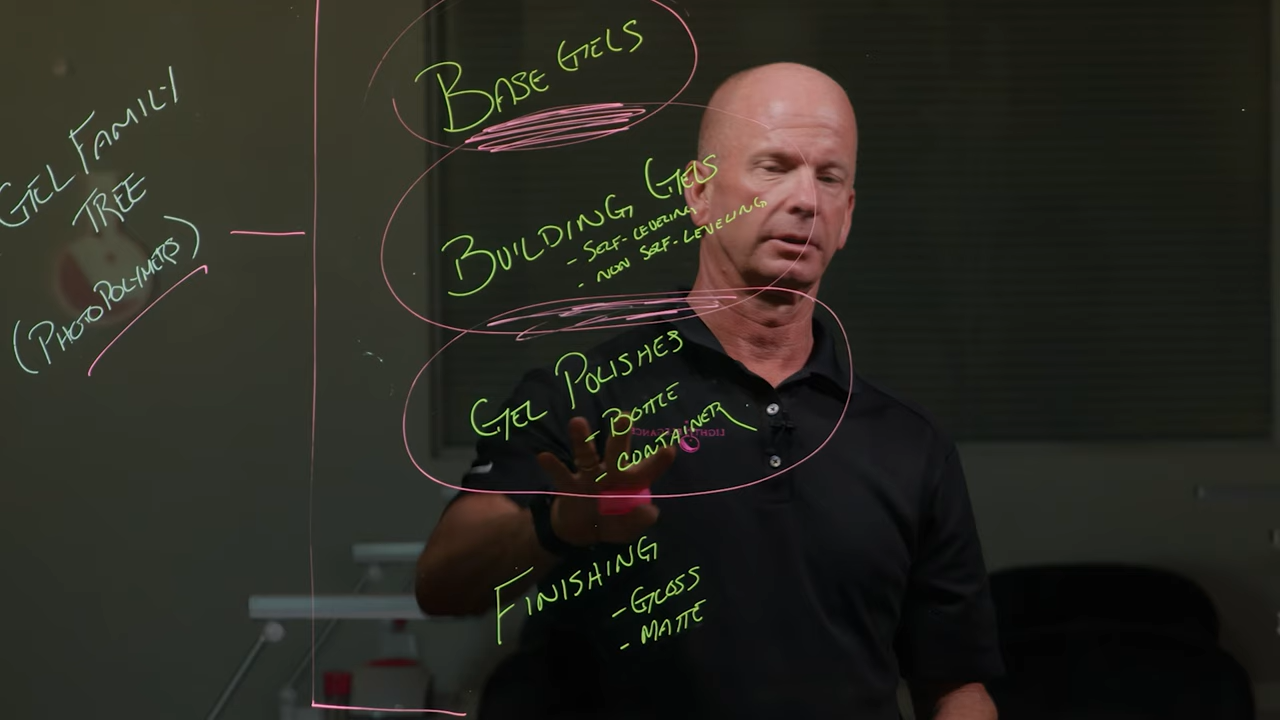 GEL FAMILY
TREE
(PHOTOPOLYMERS)
BASE GELS
BUILDING GELS
- SELF-LEVELING
- NON SELF-LEVELING
GEL POLISHES
- BOTTLE
- CONTAINER
FINISHING
- GLOSS
- MATTE